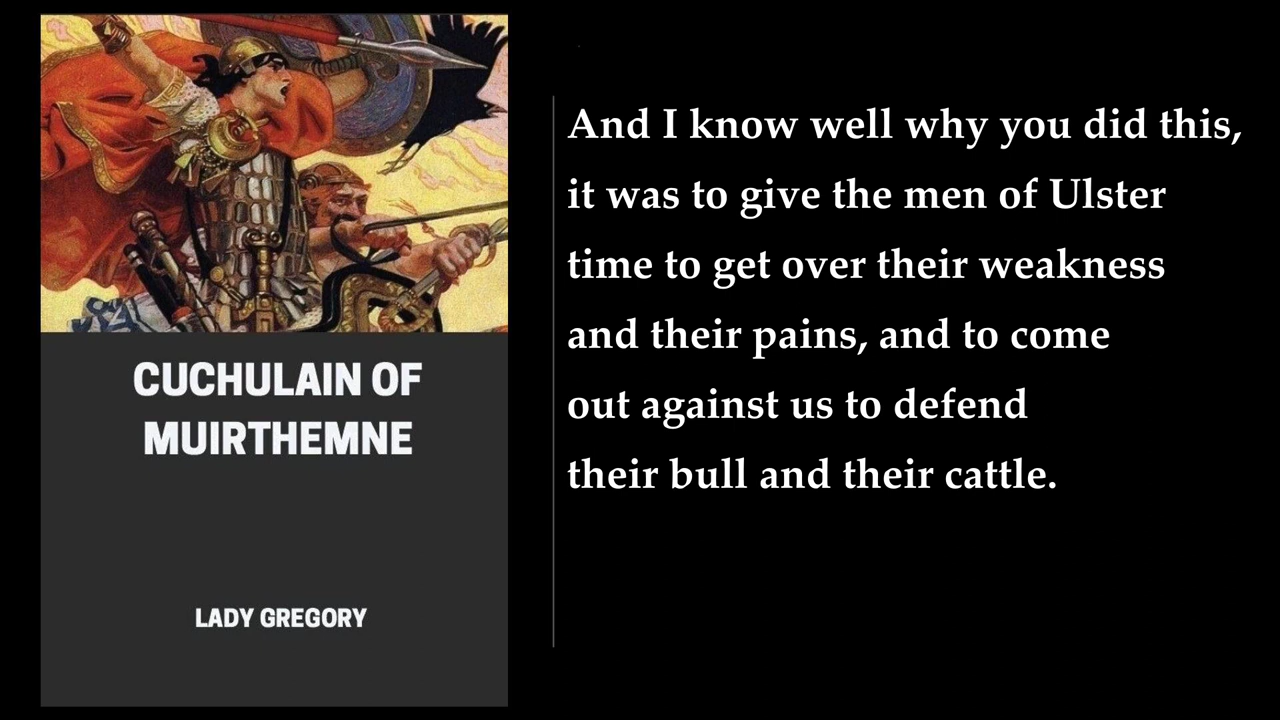 CUCHULAIN OF
MUIRTHEMNE
LADY GREGORY
And I know well why you did this,
it was to give the men of Ulster
time to get over their weakness
and their pains, and to come
out against us to defend
their bull and their cattle.